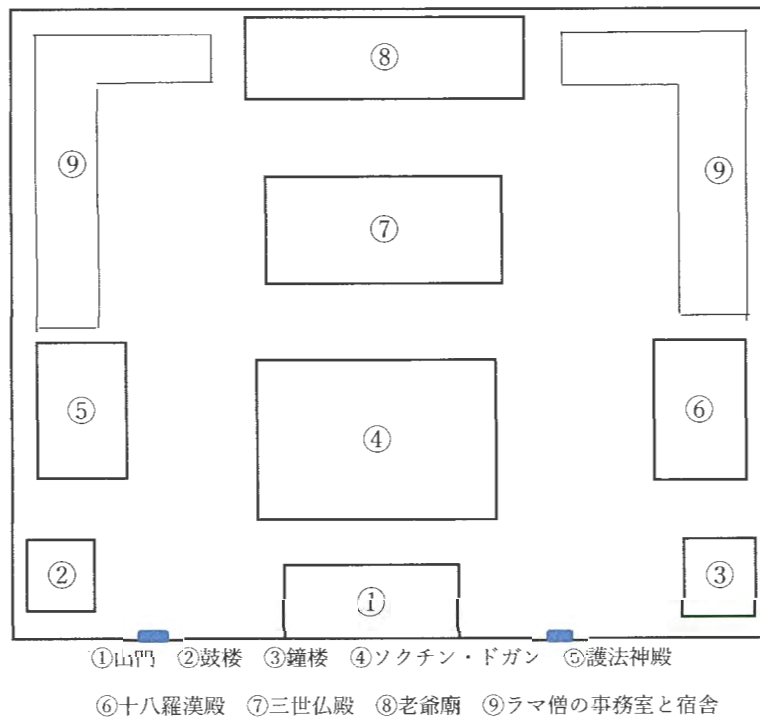 ⑧
⑨ ⑨
⑦
⑤ ④ ⑥
② ① ③
①山門 ②鼓楼 ③鐘楼 ④ソクチン・ドガン ⑤護法神殿
⑥十八羅漢殿 ⑦三世仏殿 ⑧老爺廟 ⑨ラマ僧の事務室と宿舎